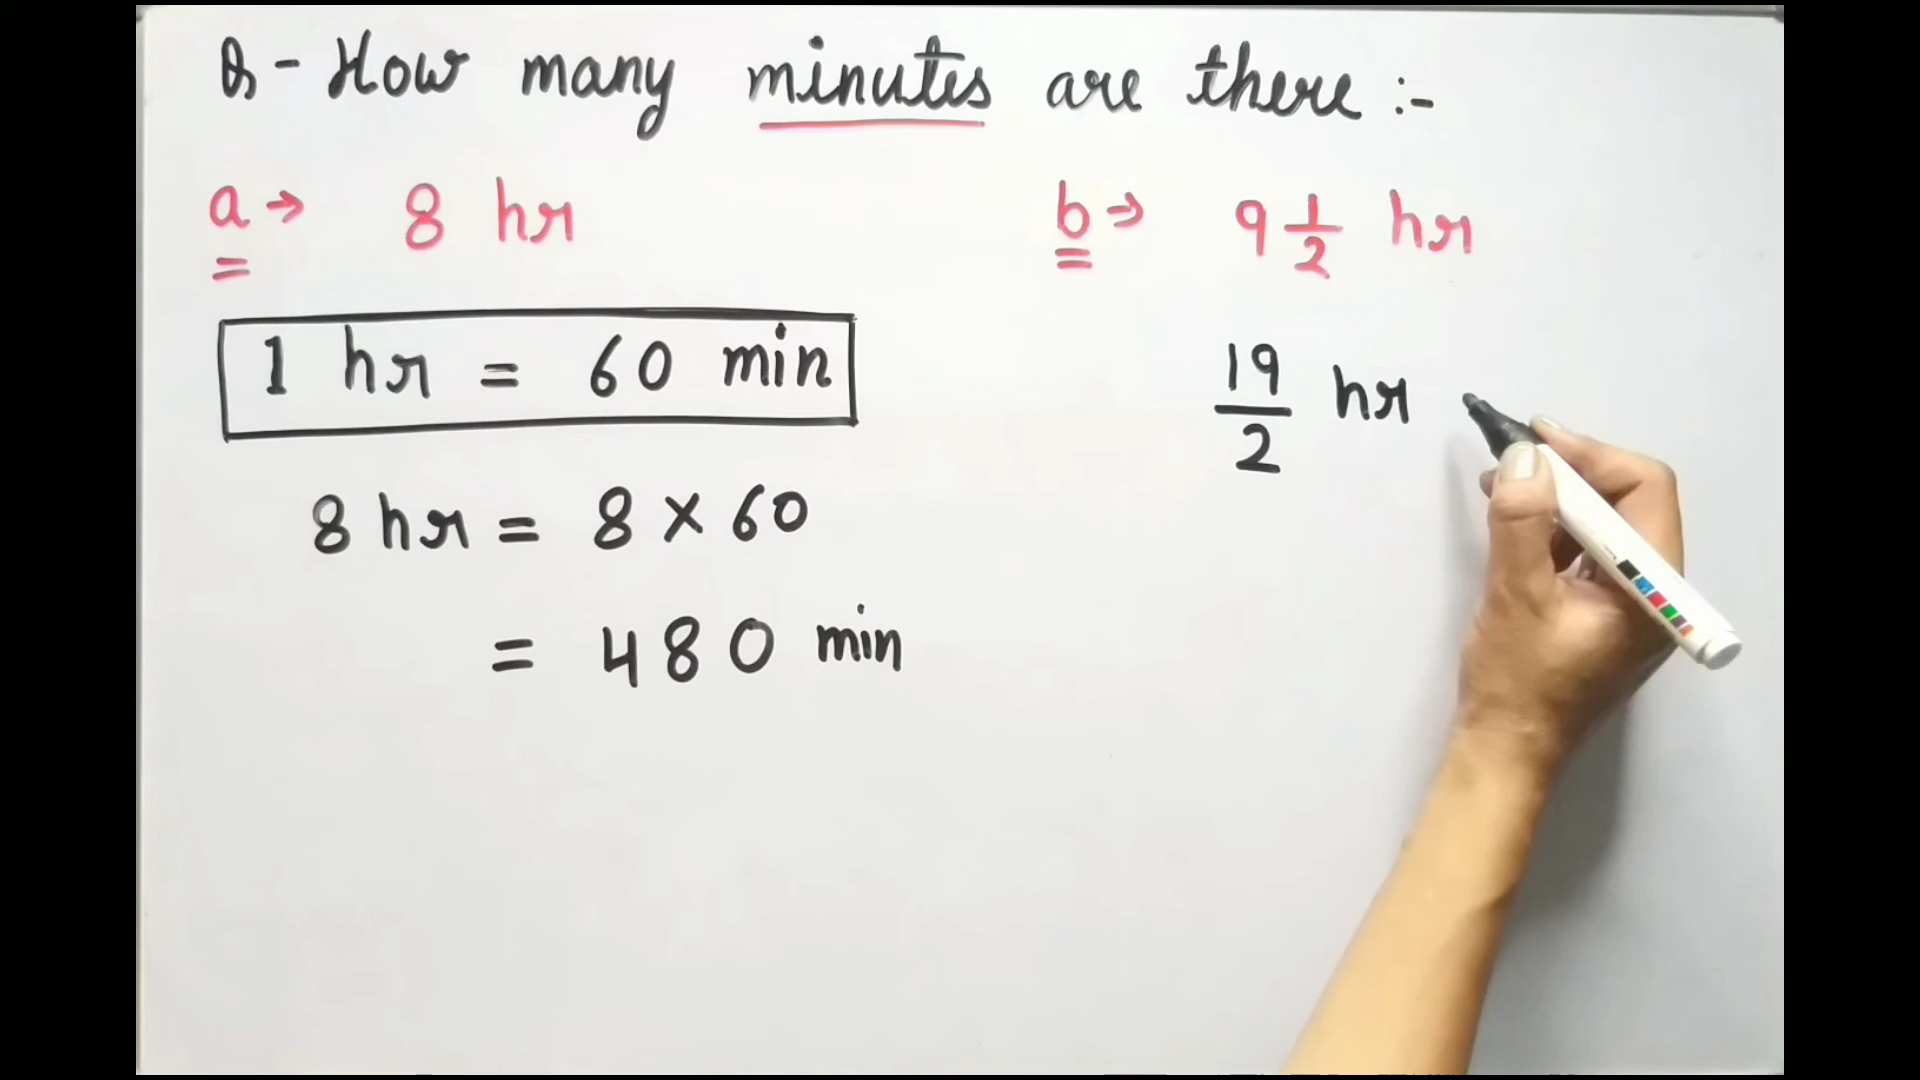 Q - How many minutes are there :-
a → 8 hr
b → 9 1/2 hr
1 hr = 60 min
19/2 hr
8 hr = 8 × 60
= 480 min